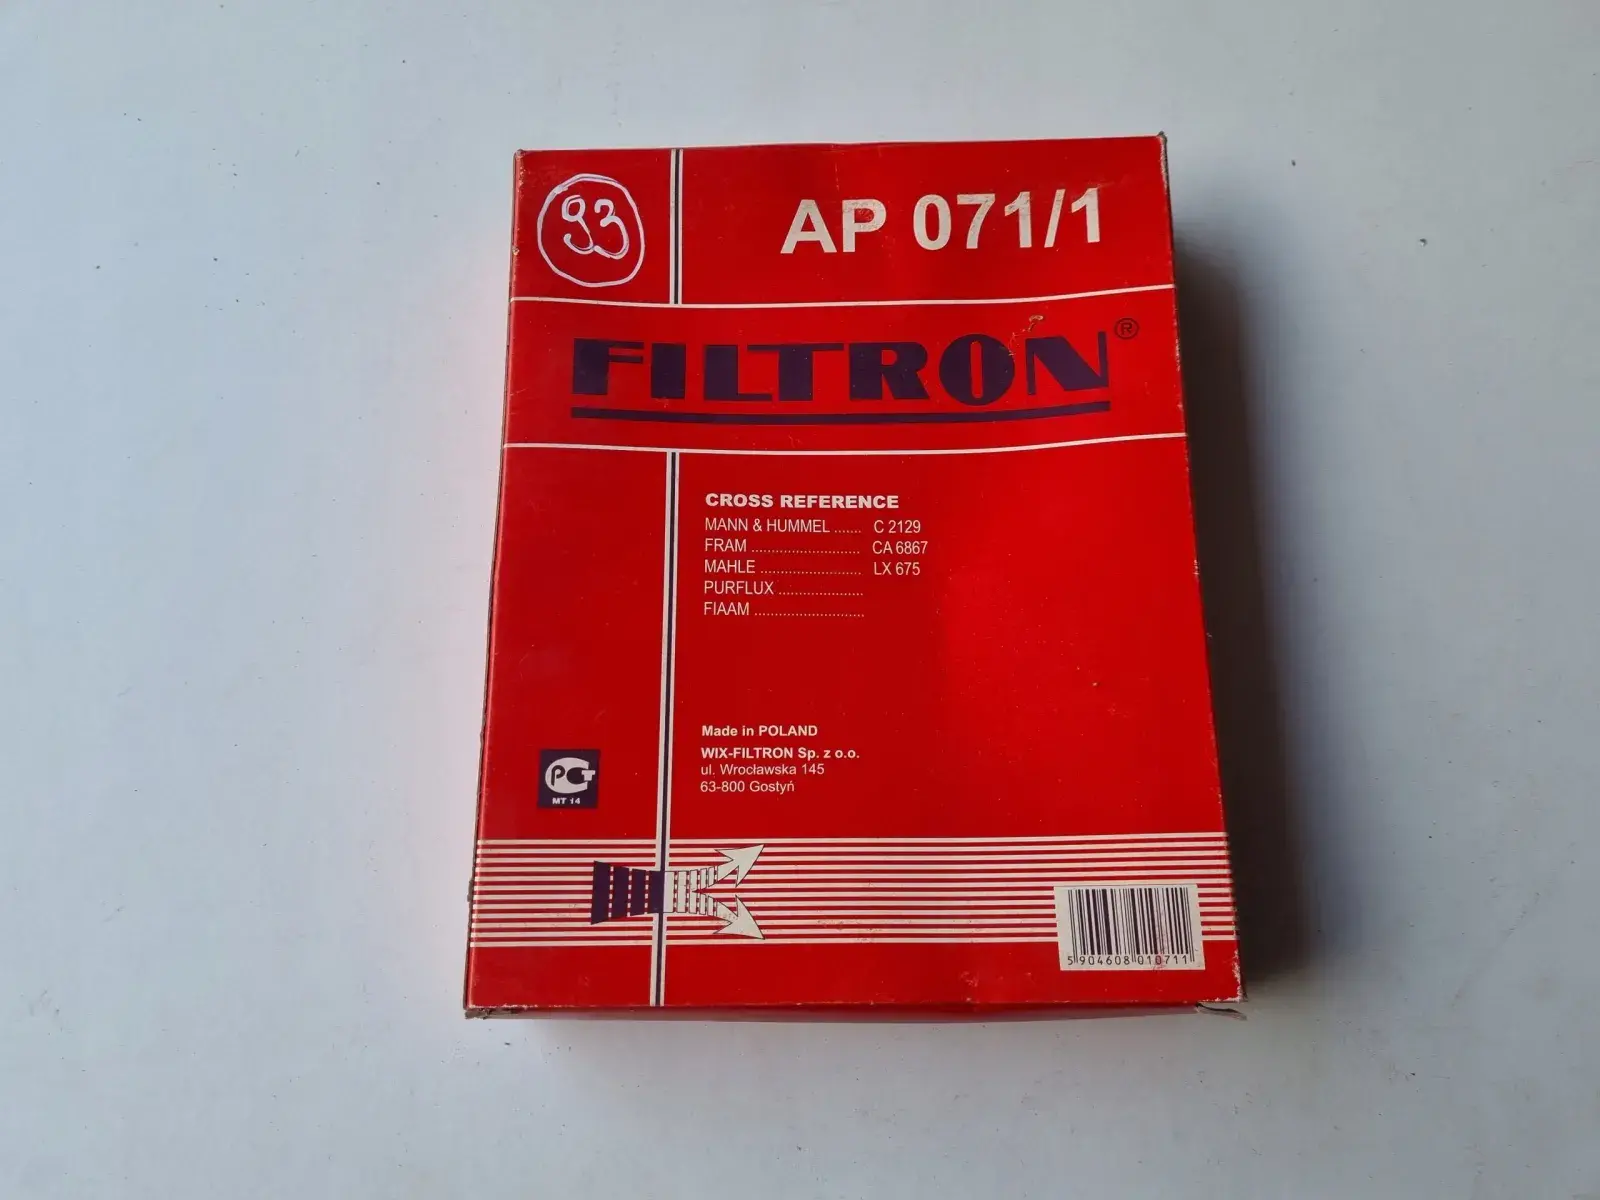 93
AP 071/1
FILTRON®
CROSS REFERENCE
MANN & HUMMEL ....... C 2129
FRAM ........................... CA 6867
MAHLE ......................... LX 675
PURFLUX .....................
FIAAM ...........................
Made in POLAND
WIX-FILTRON Sp. z o.o.
ul. Wrocławska 145
63-800 Gostyń
РСТ
MT 14
5 904608 010711